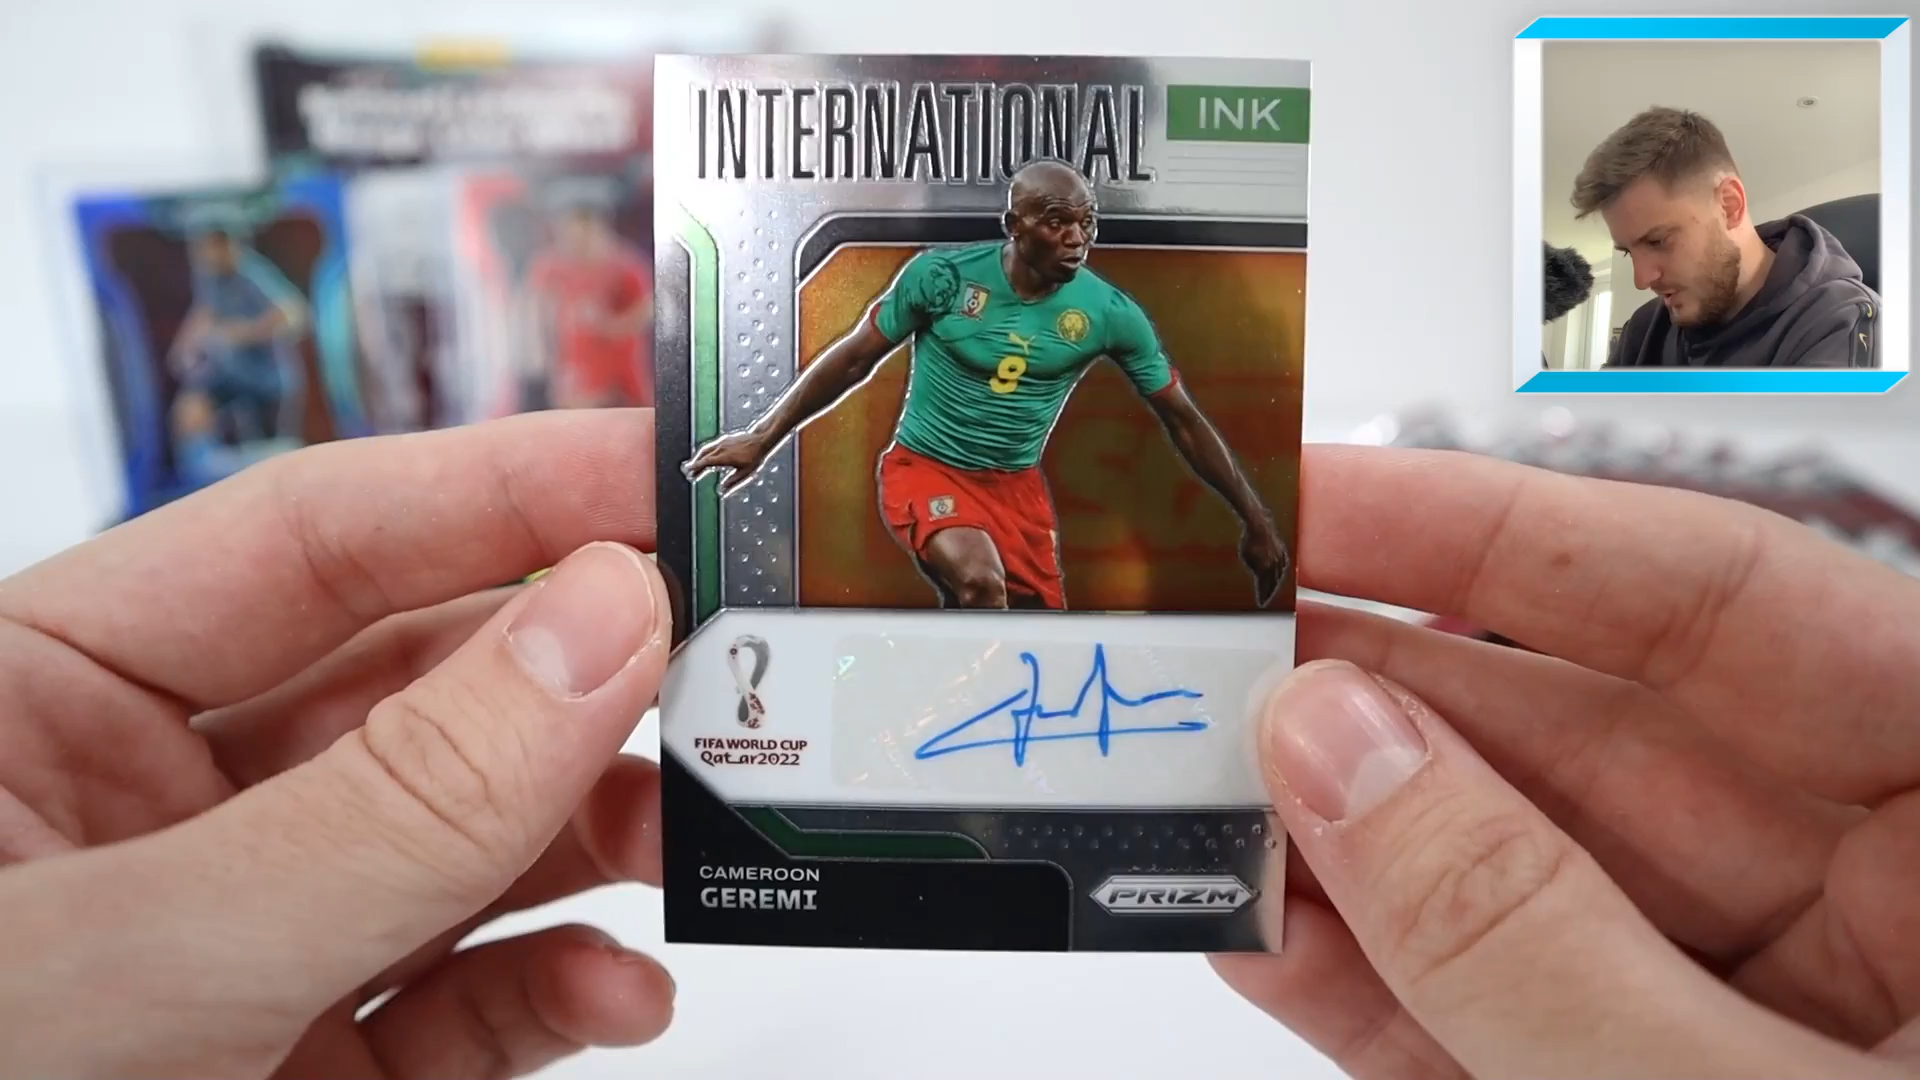 INTERNATIONAL INK
9
FIFA WORLD CUP
Qatar2022
CAMEROON
GEREMI
PRIZM